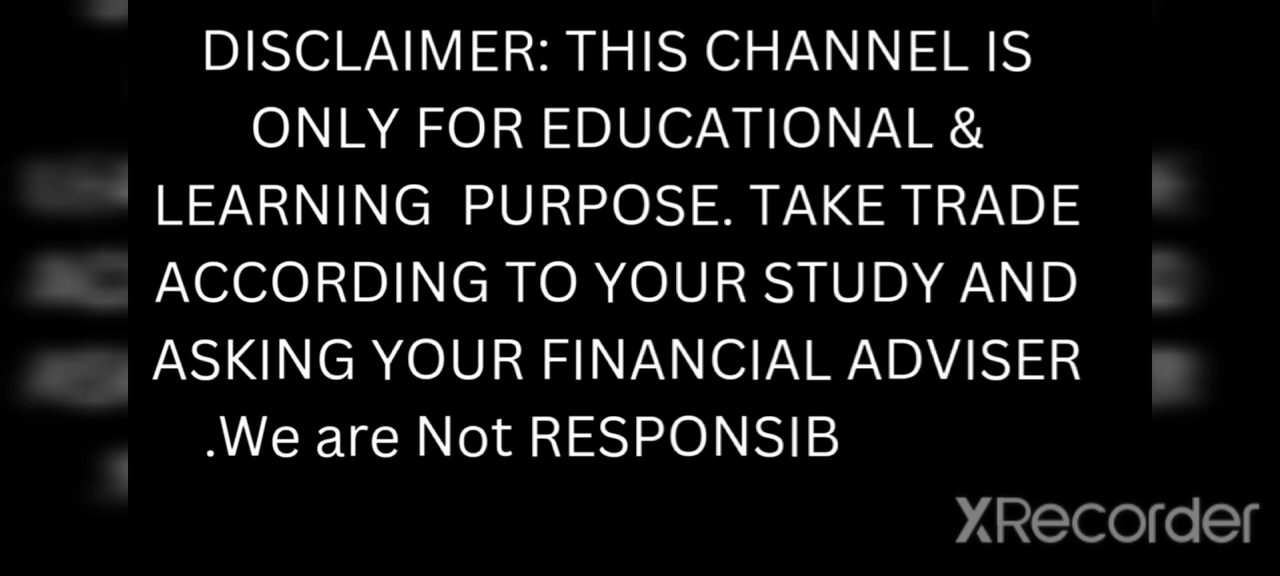 DISCLAIMER: THIS CHANNEL IS
ONLY FOR EDUCATIONAL &
LEARNING PURPOSE. TAKE TRADE
ACCORDING TO YOUR STUDY AND
ASKING YOUR FINANCIAL ADVISER
.We are Not RESPONSIB
XRecorder